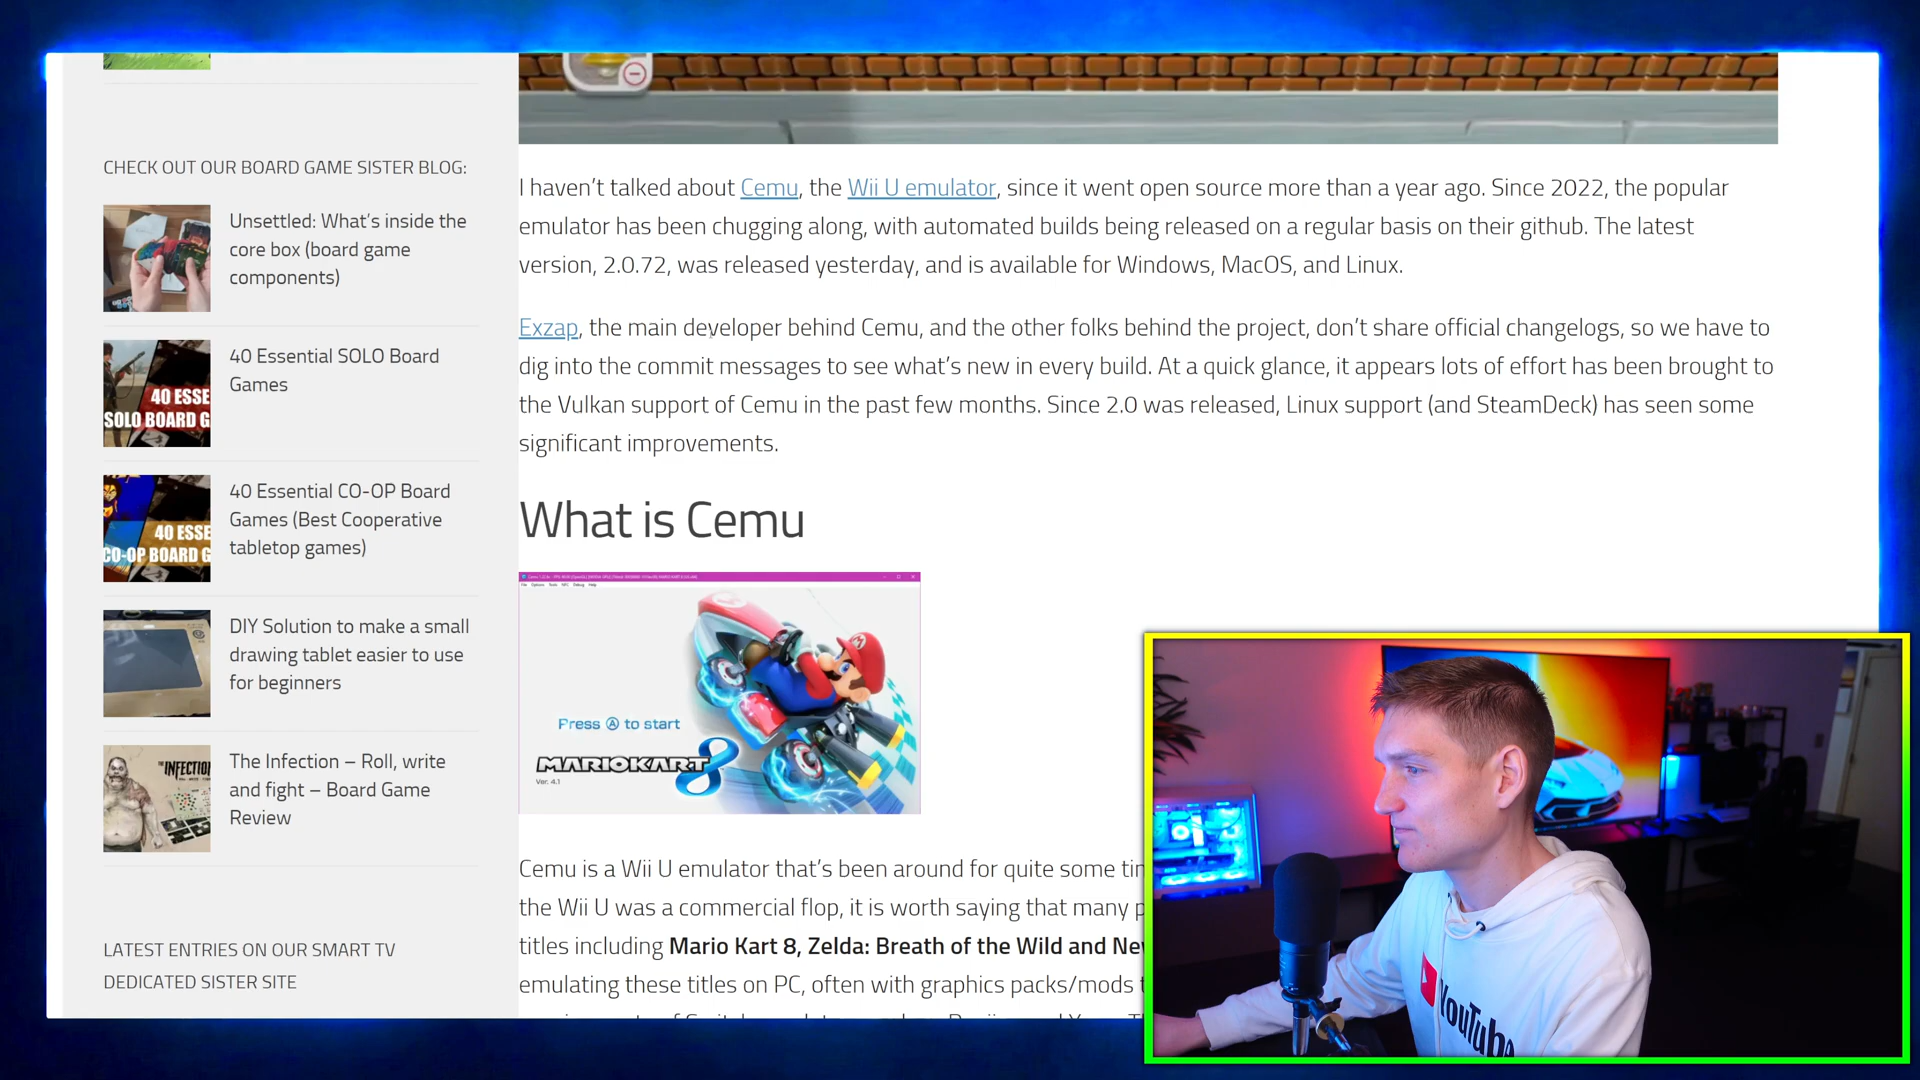 CHECK OUT OUR BOARD GAME SISTER BLOG:
Unsettled: What's inside the
core box (board game
components)
40 ESSE
SOLO BOARD G
40 Essential SOLO Board
Games
40 ESSE
CO-OP BOARD G
40 Essential CO-OP Board
Games (Best Cooperative
tabletop games)
DIY Solution to make a small
drawing tablet easier to use
for beginners
THE INFECTION
The Infection – Roll, write
and fight – Board Game
Review
LATEST ENTRIES ON OUR SMART TV
DEDICATED SISTER SITE
I haven't talked about Cemu, the Wii U emulator, since it went open source more than a year ago. Since 2022, the popular
emulator has been chugging along, with automated builds being released on a regular basis on their github. The latest
version, 2.0.72, was released yesterday, and is available for Windows, MacOS, and Linux.
Exzap, the main developer behind Cemu, and the other folks behind the project, don't share official changelogs, so we have to
dig into the commit messages to see what's new in every build. At a quick glance, it appears lots of effort has been brought to
the Vulkan support of Cemu in the past few months. Since 2.0 was released, Linux support (and SteamDeck) has seen some
significant improvements.
What is Cemu
File Options Tools NFC Debug Help
Press A to start
MARIOKART 8
Ver. 4.1
Cemu is a Wii U emulator that's been around for quite some
the Wii U was a commercial flop, it is worth saying that many
titles including Mario Kart 8, Zelda: Breath of the Wild and
emulating these titles on PC, often with graphics packs/mods
YouTube